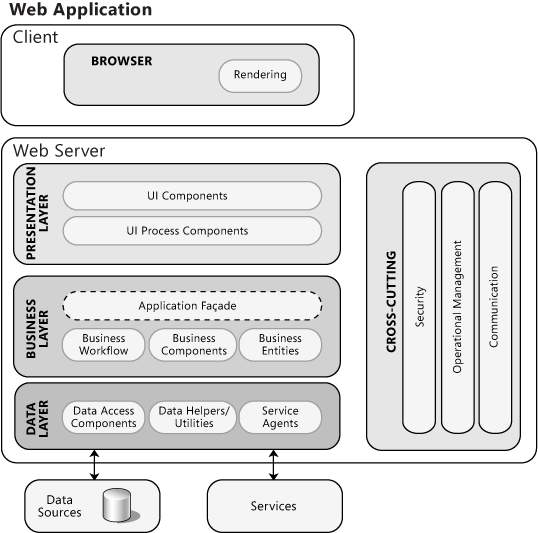 Web Application
Client
BROWSER
Rendering
Web Server
PRESENTATION
LAYER
UI Components
UI Process Components
BUSINESS
LAYER
Application Façade
Business
Workflow
Business
Components
Business
Entities
DATA
LAYER
Data Access
Components
Data Helpers/
Utilities
Service
Agents
CROSS-CUTTING
Security
Operational Management
Communication
Data
Sources
Services